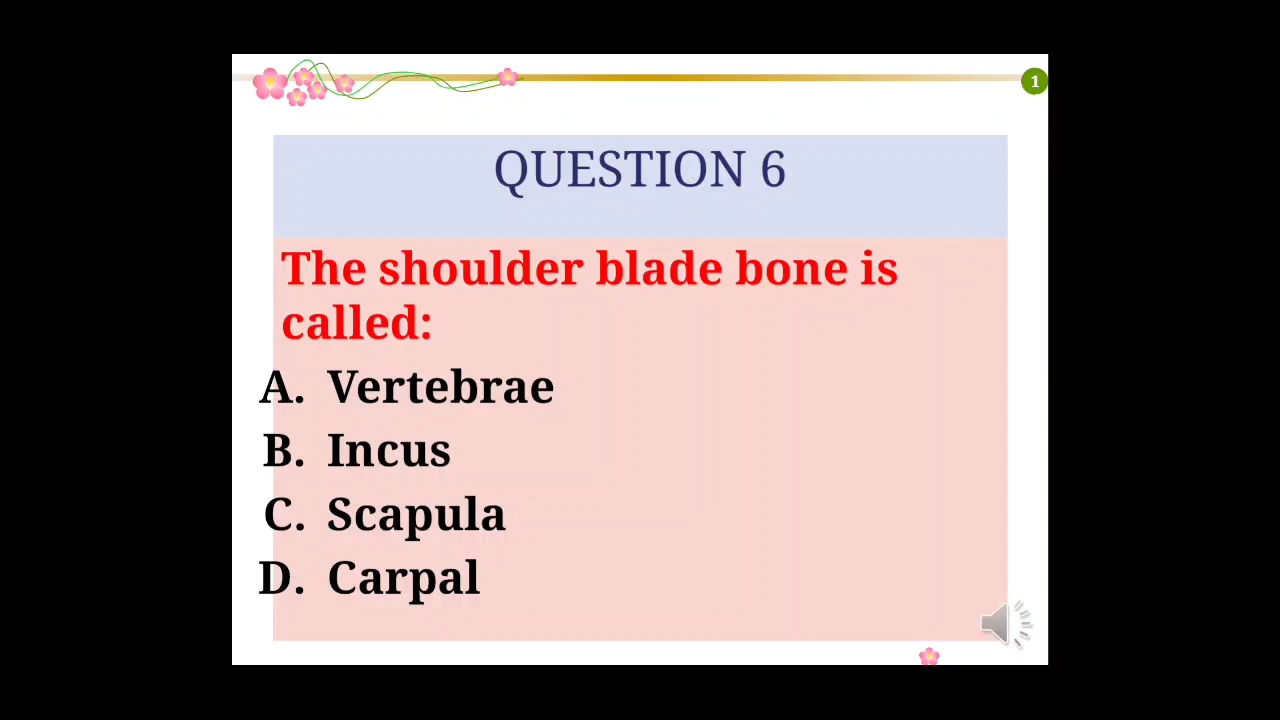 1
QUESTION 6
The shoulder blade bone is
called:
A. Vertebrae
B. Incus
C. Scapula
D. Carpal